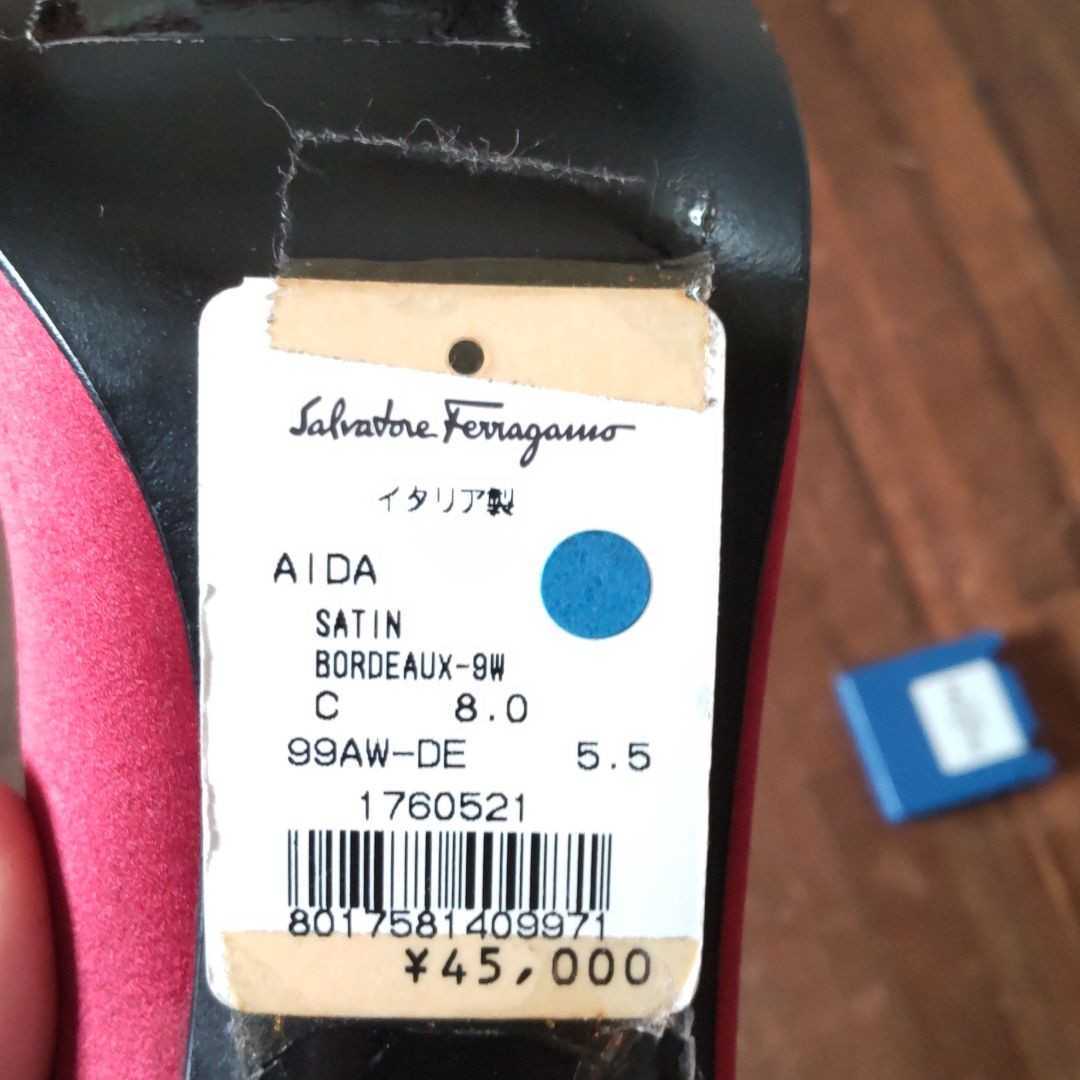 Salvatore Ferragamo
イタリア製
AIDA
SATIN
BORDEAUX-9W
C 8.0
99AW-DE 5.5
1760521
8017581409971
¥45,000